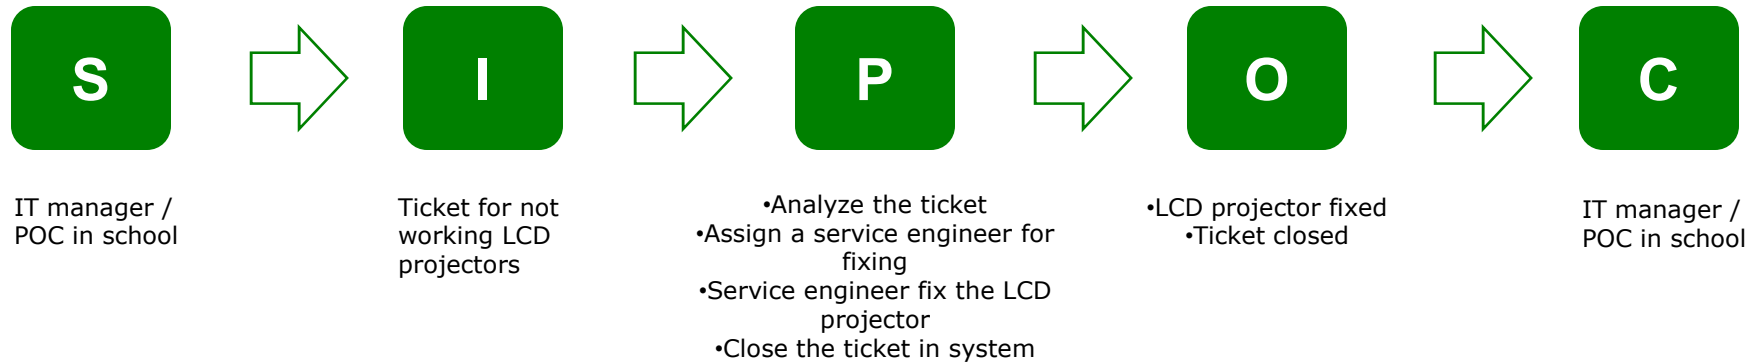 S
I
P
O
C
IT manager /
POC in school
Ticket for not
working LCD
projectors
•Analyze the ticket
•Assign a service engineer for
fixing
•Service engineer fix the LCD
projector
•Close the ticket in system
•LCD projector fixed
•Ticket closed
IT manager /
POC in school